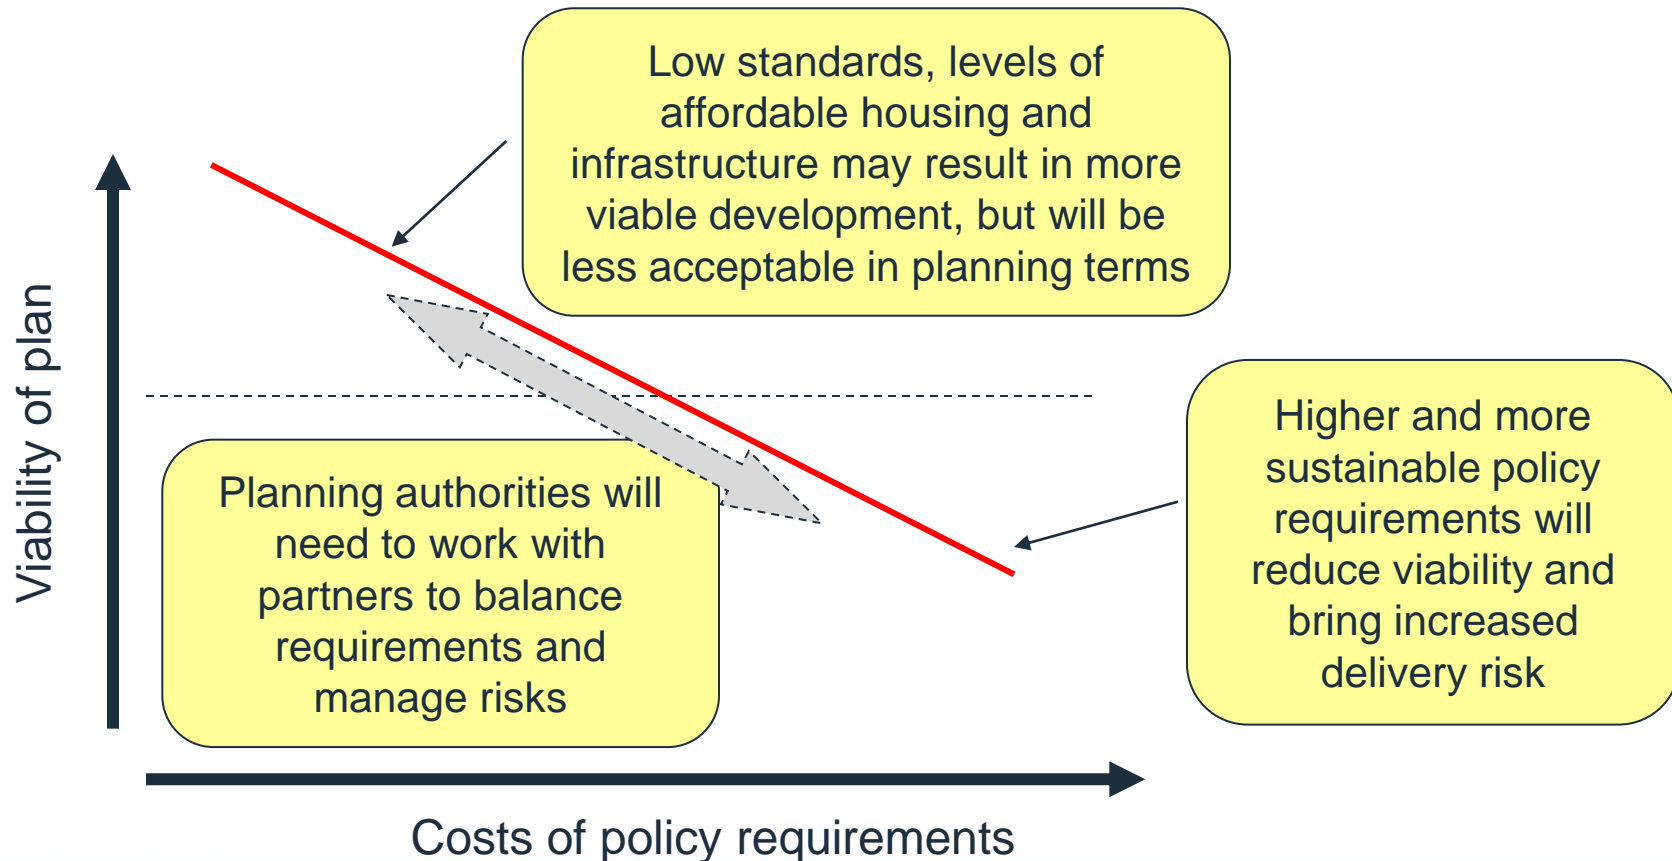 Low standards, levels of
affordable housing and
infrastructure may result in more
viable development, but will be
less acceptable in planning terms
Viability of plan
Higher and more
sustainable policy
requirements will
reduce viability and
bring increased
delivery risk
Planning authorities will
need to work with
partners to balance
requirements and
manage risks
Costs of policy requirements